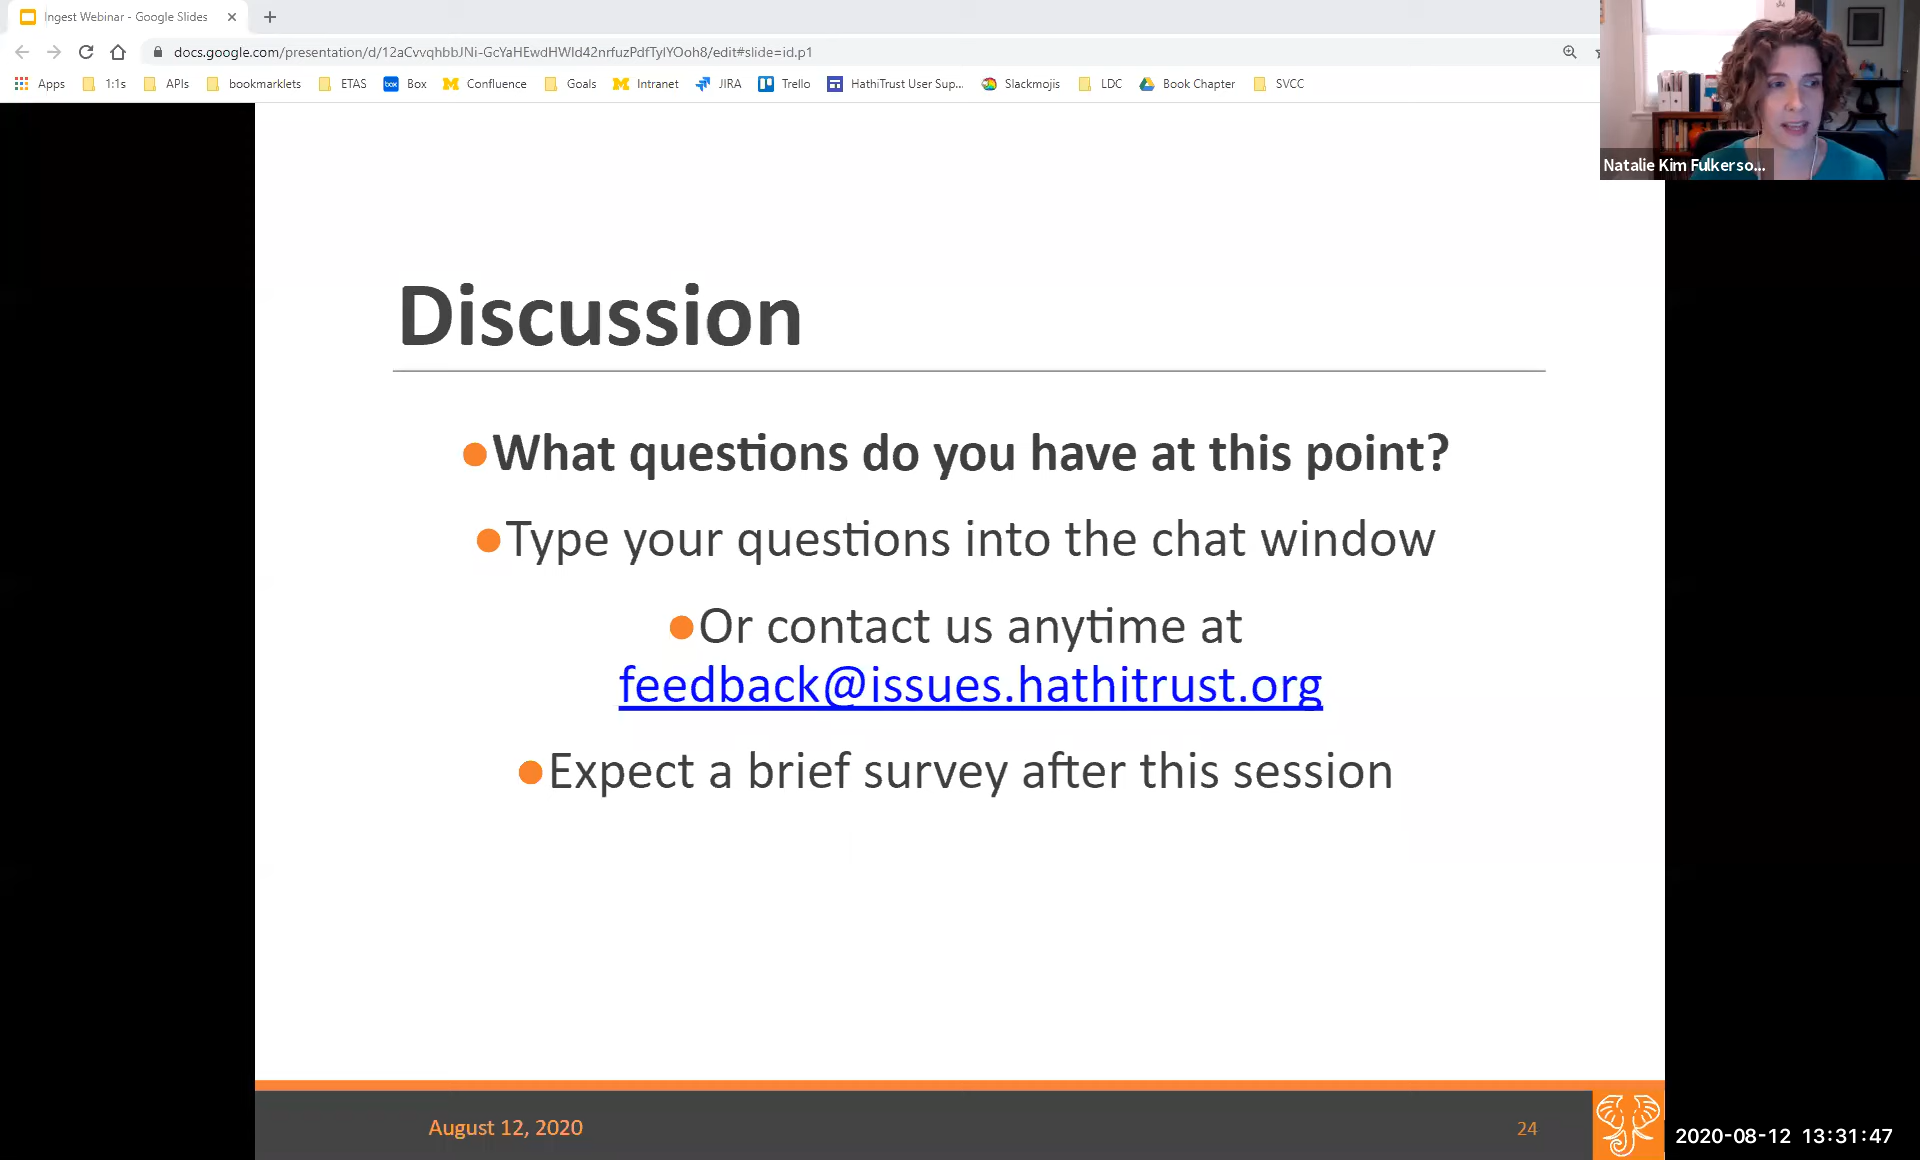 Ingest Webinar - Google Slides
docs.google.com/presentation/d/12aCvvqhbbJNi-GcYaHEwdHWId42nrfuzPdfTylYOoh8/edit#slide=id.p1
Apps 1:1s APIs bookmarklets ETAS box Box Confluence Goals Intranet JIRA Trello HathiTrust User Sup... Slackmojis LDC Book Chapter SVCC
Natalie Kim Fulkerso...
Discussion
●What questions do you have at this point?
●Type your questions into the chat window
●Or contact us anytime at
feedback@issues.hathitrust.org
●Expect a brief survey after this session
August 12, 2020
24
2020-08-12 13:31:47